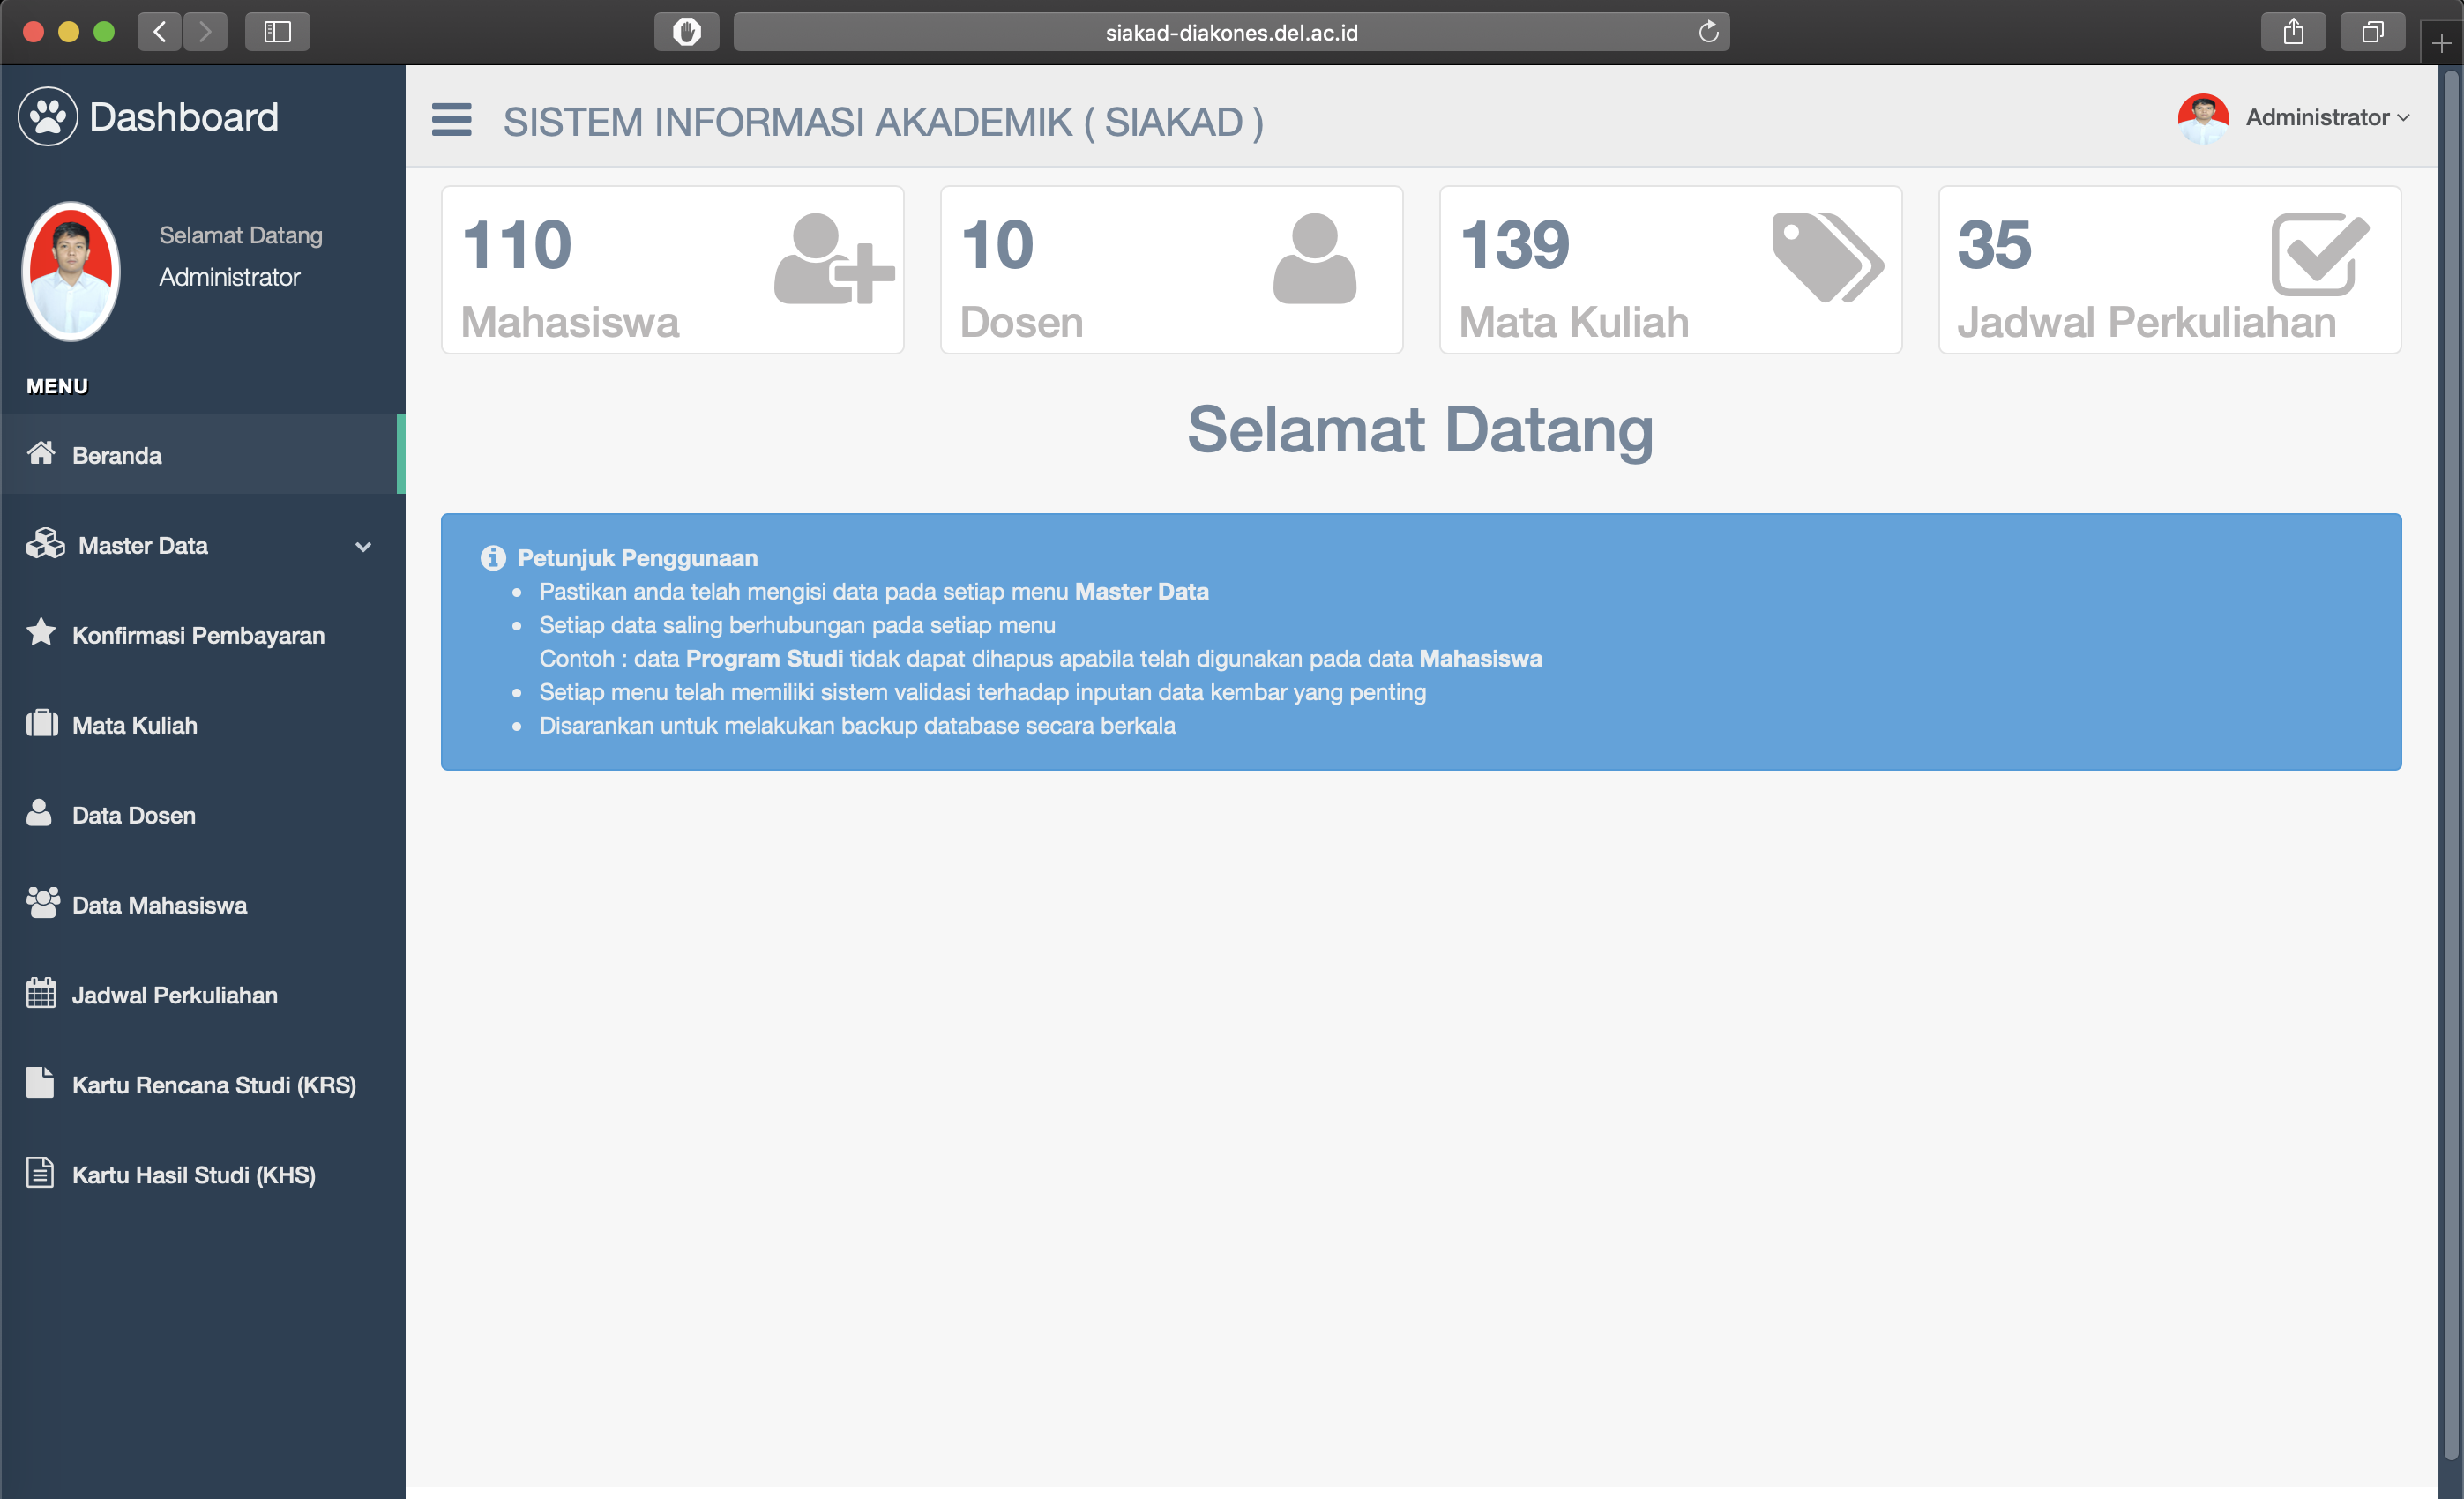 siakad-diakones.del.ac.id
Dashboard
SISTEM INFORMASI AKADEMIK ( SIAKAD )
Administrator
Selamat Datang
Administrator
MENU
Beranda
Master Data
Konfirmasi Pembayaran
Mata Kuliah
Data Dosen
Data Mahasiswa
Jadwal Perkuliahan
Kartu Rencana Studi (KRS)
Kartu Hasil Studi (KHS)
110
Mahasiswa
10
Dosen
139
Mata Kuliah
35
Jadwal Perkuliahan
Selamat Datang
Petunjuk Penggunaan
Pastikan anda telah mengisi data pada setiap menu Master Data
Setiap data saling berhubungan pada setiap menu
Contoh : data Program Studi tidak dapat dihapus apabila telah digunakan pada data Mahasiswa
Setiap menu telah memiliki sistem validasi terhadap inputan data kembar yang penting
Disarankan untuk melakukan backup database secara berkala